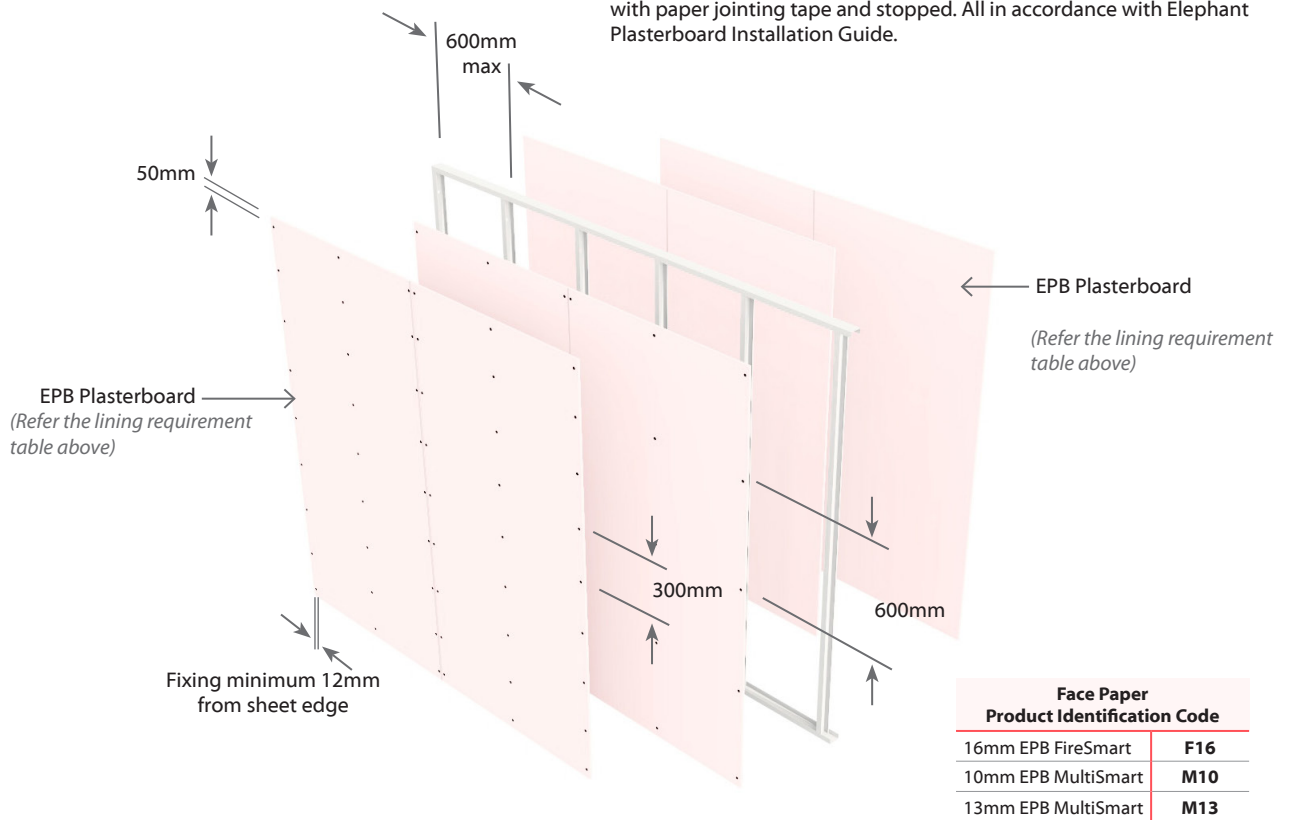 with paper jointing tape and stopped. All in accordance with Elephant
Plasterboard Installation Guide.
600mm
max
50mm
EPB Plasterboard
(Refer the lining requirement
table above)
EPB Plasterboard
(Refer the lining requirement
table above)
300mm
600mm
Fixing minimum 12mm
from sheet edge
Face Paper
Product Identification Code
16mm EPB FireSmart F16
10mm EPB MultiSmart M10
13mm EPB MultiSmart M13